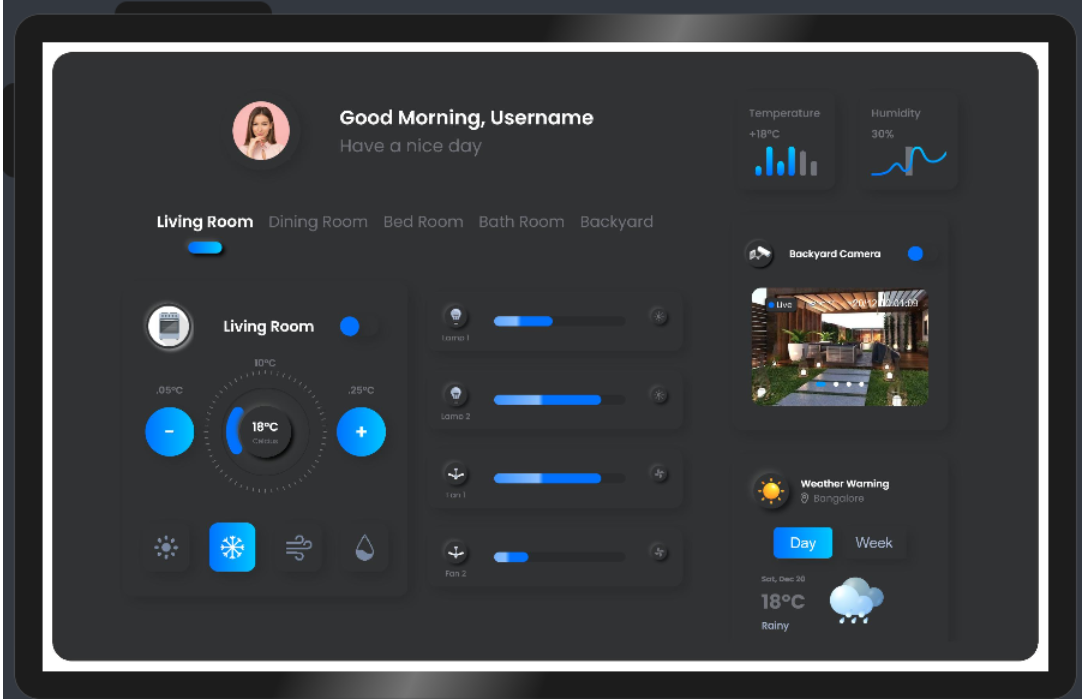 Good Morning, Username
Have a nice day
Temperature
+18°C
Humidity
30%
Living Room Dining Room Bed Room Bath Room Backyard
Backyard Camera
Live
Living Room
10°C
.05°C
.25°C
-
18°C
Celcius
+
Lamp 1
Lamp 2
Fan 1
Fan 2
Weather Warning
Bangalore
Day Week
Sat, Dec 20
18°C
Rainy